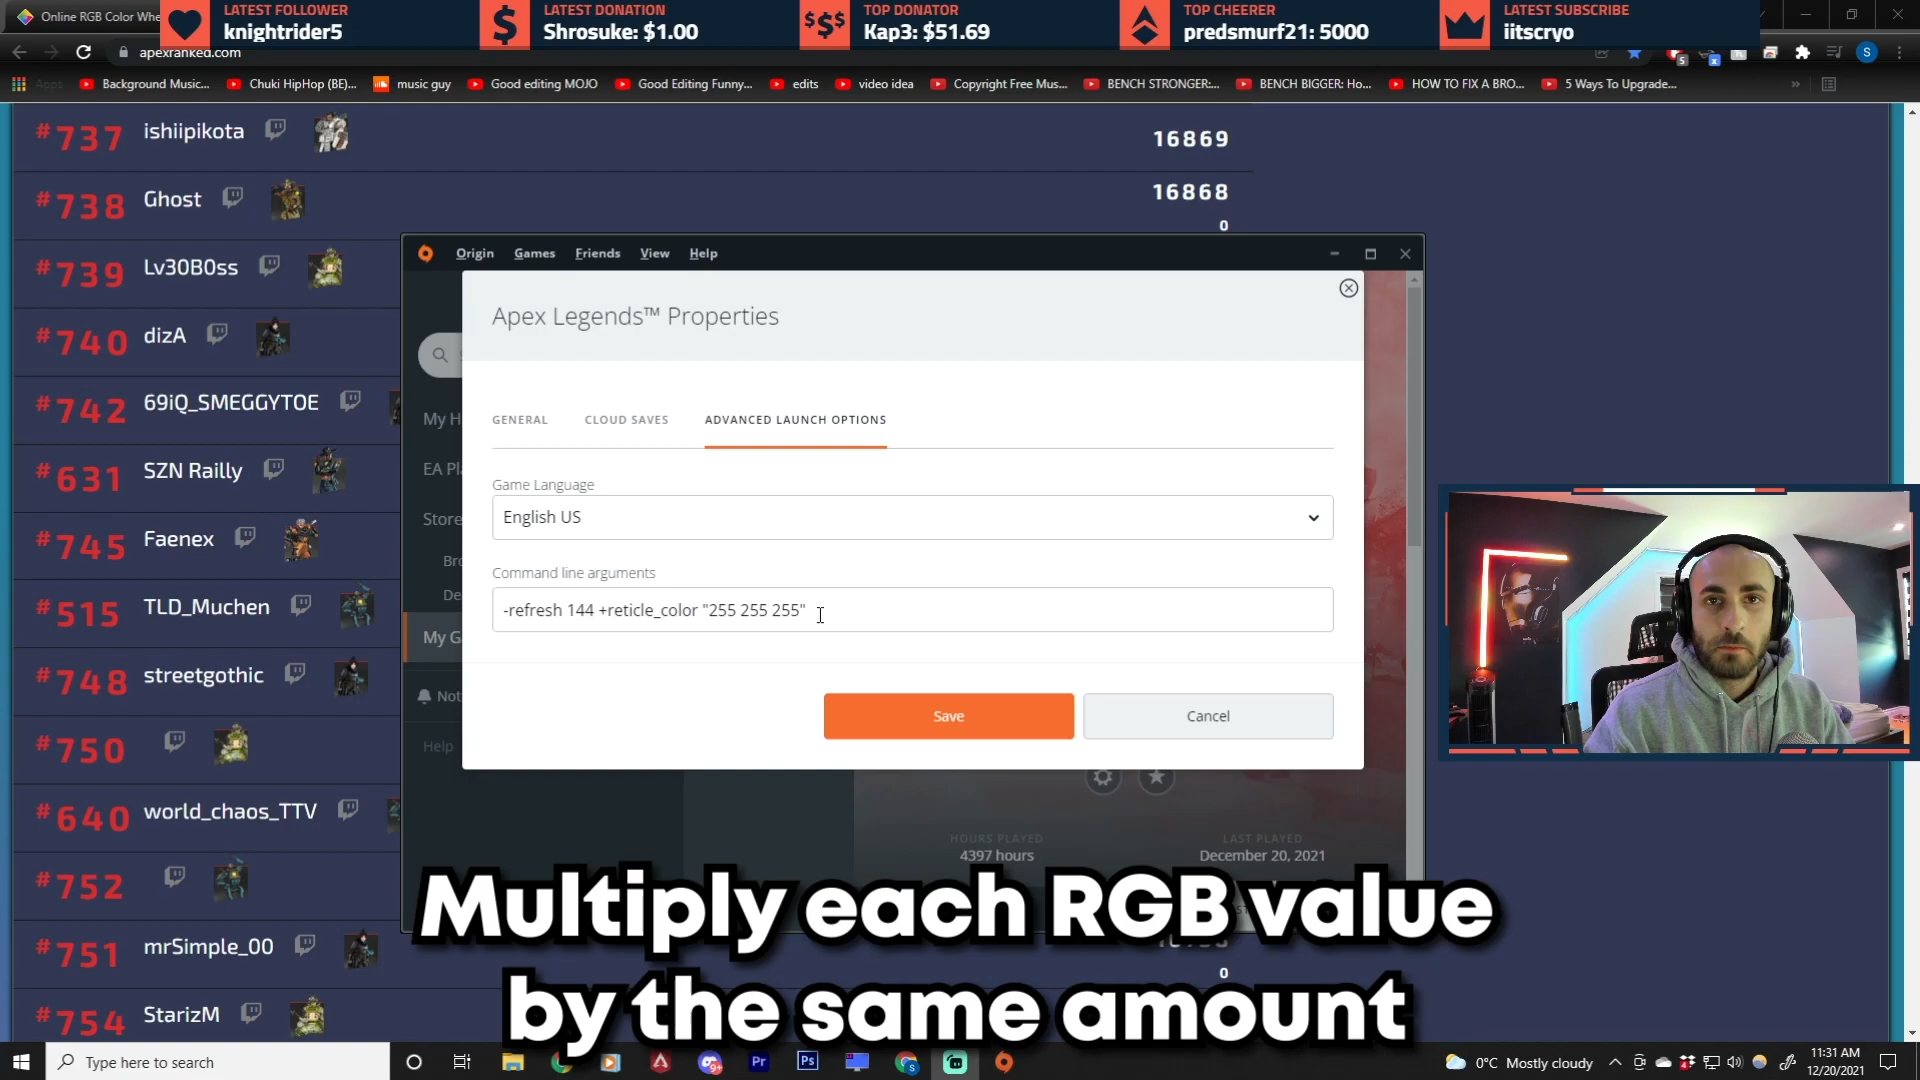 Online RGB Color Whe
LATEST FOLLOWER
knightrider5
LATEST DONATION
Shrosuke: $1.00
TOP DONATOR
Kap3: $51.69
TOP CHEERER
predsmurf21: 5000
LATEST SUBSCRIBE
iitscryo
apexranked.com
Apps
Background Music...
Chuki HipHop (BE)...
music guy
Good editing MOJO
Good Editing Funny...
edits
video idea
Copyright Free Mus...
BENCH STRONGER:...
BENCH BIGGER: Ho...
HOW TO FIX A BRO...
5 Ways To Upgrade...
#737 ishiipikota 16869
#738 Ghost 16868
0
#739 Lv30B0ss
#740 dizA
#742 69iQ_SMEGGYTOE
#631 SZN Railly
#745 Faenex
#515 TLD_Muchen
#748 streetgothic
#750
#640 world_chaos_TTV
#752
#751 mrSimple_00
0
#754 StarizM
Origin Games Friends View Help
My H
EA Pl
Store
Bro
De
My G
Not
Help
Apex Legends™ Properties
GENERAL CLOUD SAVES ADVANCED LAUNCH OPTIONS
Game Language
English US
Command line arguments
-refresh 144 +reticle_color "255 255 255"
Save Cancel
HOURS PLAYED
4397 hours
LAST PLAYED
December 20, 2021
Multiply each RGB value
by the same amount
Type here to search
0°C Mostly cloudy
11:31 AM
12/20/2021